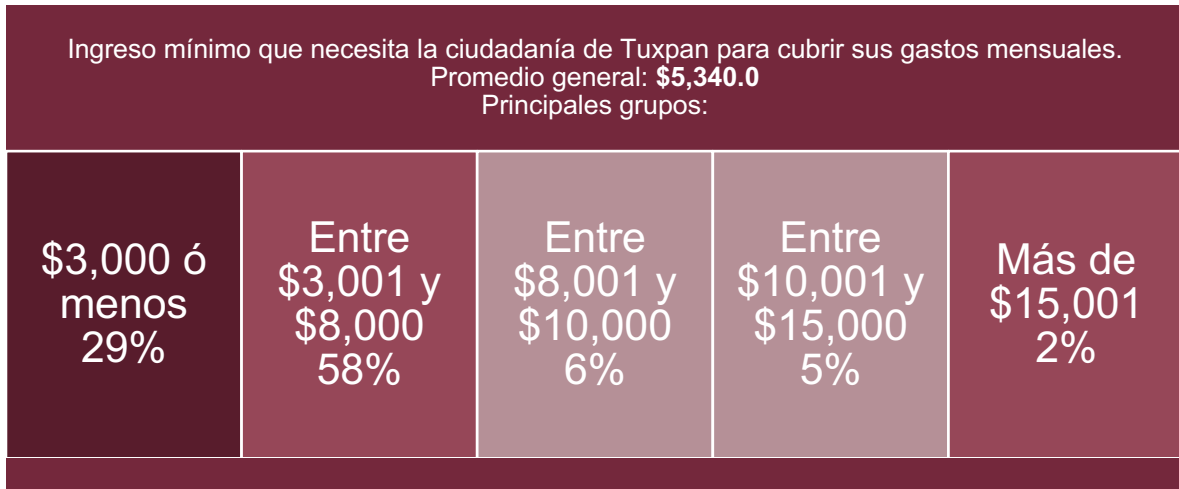 Ingreso mínimo que necesita la ciudadanía de Tuxpan para cubrir sus gastos mensuales.
Promedio general: $5,340.0
Principales grupos:
$3,000 ó
menos
29%
Entre
$3,001 y
$8,000
58%
Entre
$8,001 y
$10,000
6%
Entre
$10,001 y
$15,000
5%
Más de
$15,001
2%